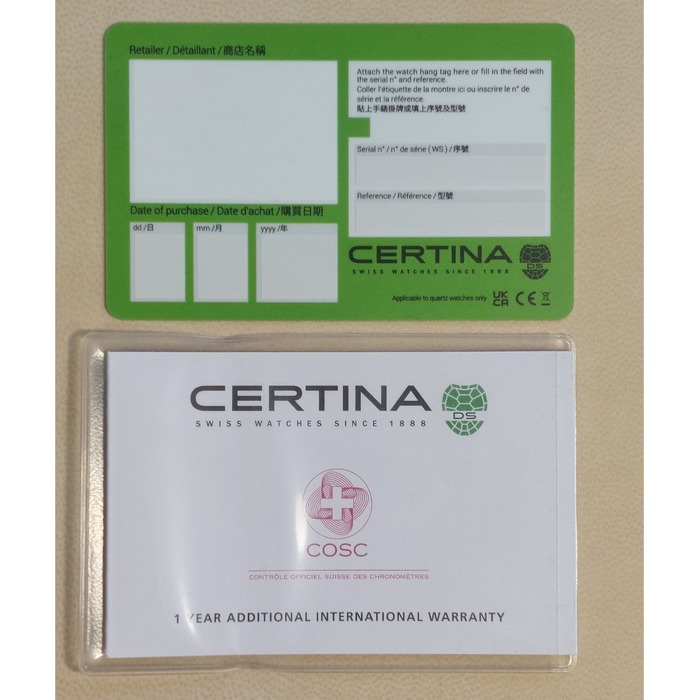 Retailer / Détaillant / 商店名稱
Attach the watch hang tag here or fill in the field with
the serial n° and reference.
Coller l'étiquette de la montre ici ou inscrire le n° de
série et la référence.
貼上手錶掛牌或填上序號及型號
Serial n° / n° de série ( WS ) / 序號
Reference / Référence / 型號
Date of purchase / Date d'achat / 購買日期
dd / 日
mm / 月
yyyy / 年
CERTINA
DS
SWISS WATCHES SINCE 1888
Applicable to quartz watches only
UK
CA
CE
CERTINA
DS
SWISS WATCHES SINCE 1888
COSC
CONTRÔLE OFFICIEL SUISSE DES CHRONOMÈTRES
1 YEAR ADDITIONAL INTERNATIONAL WARRANTY